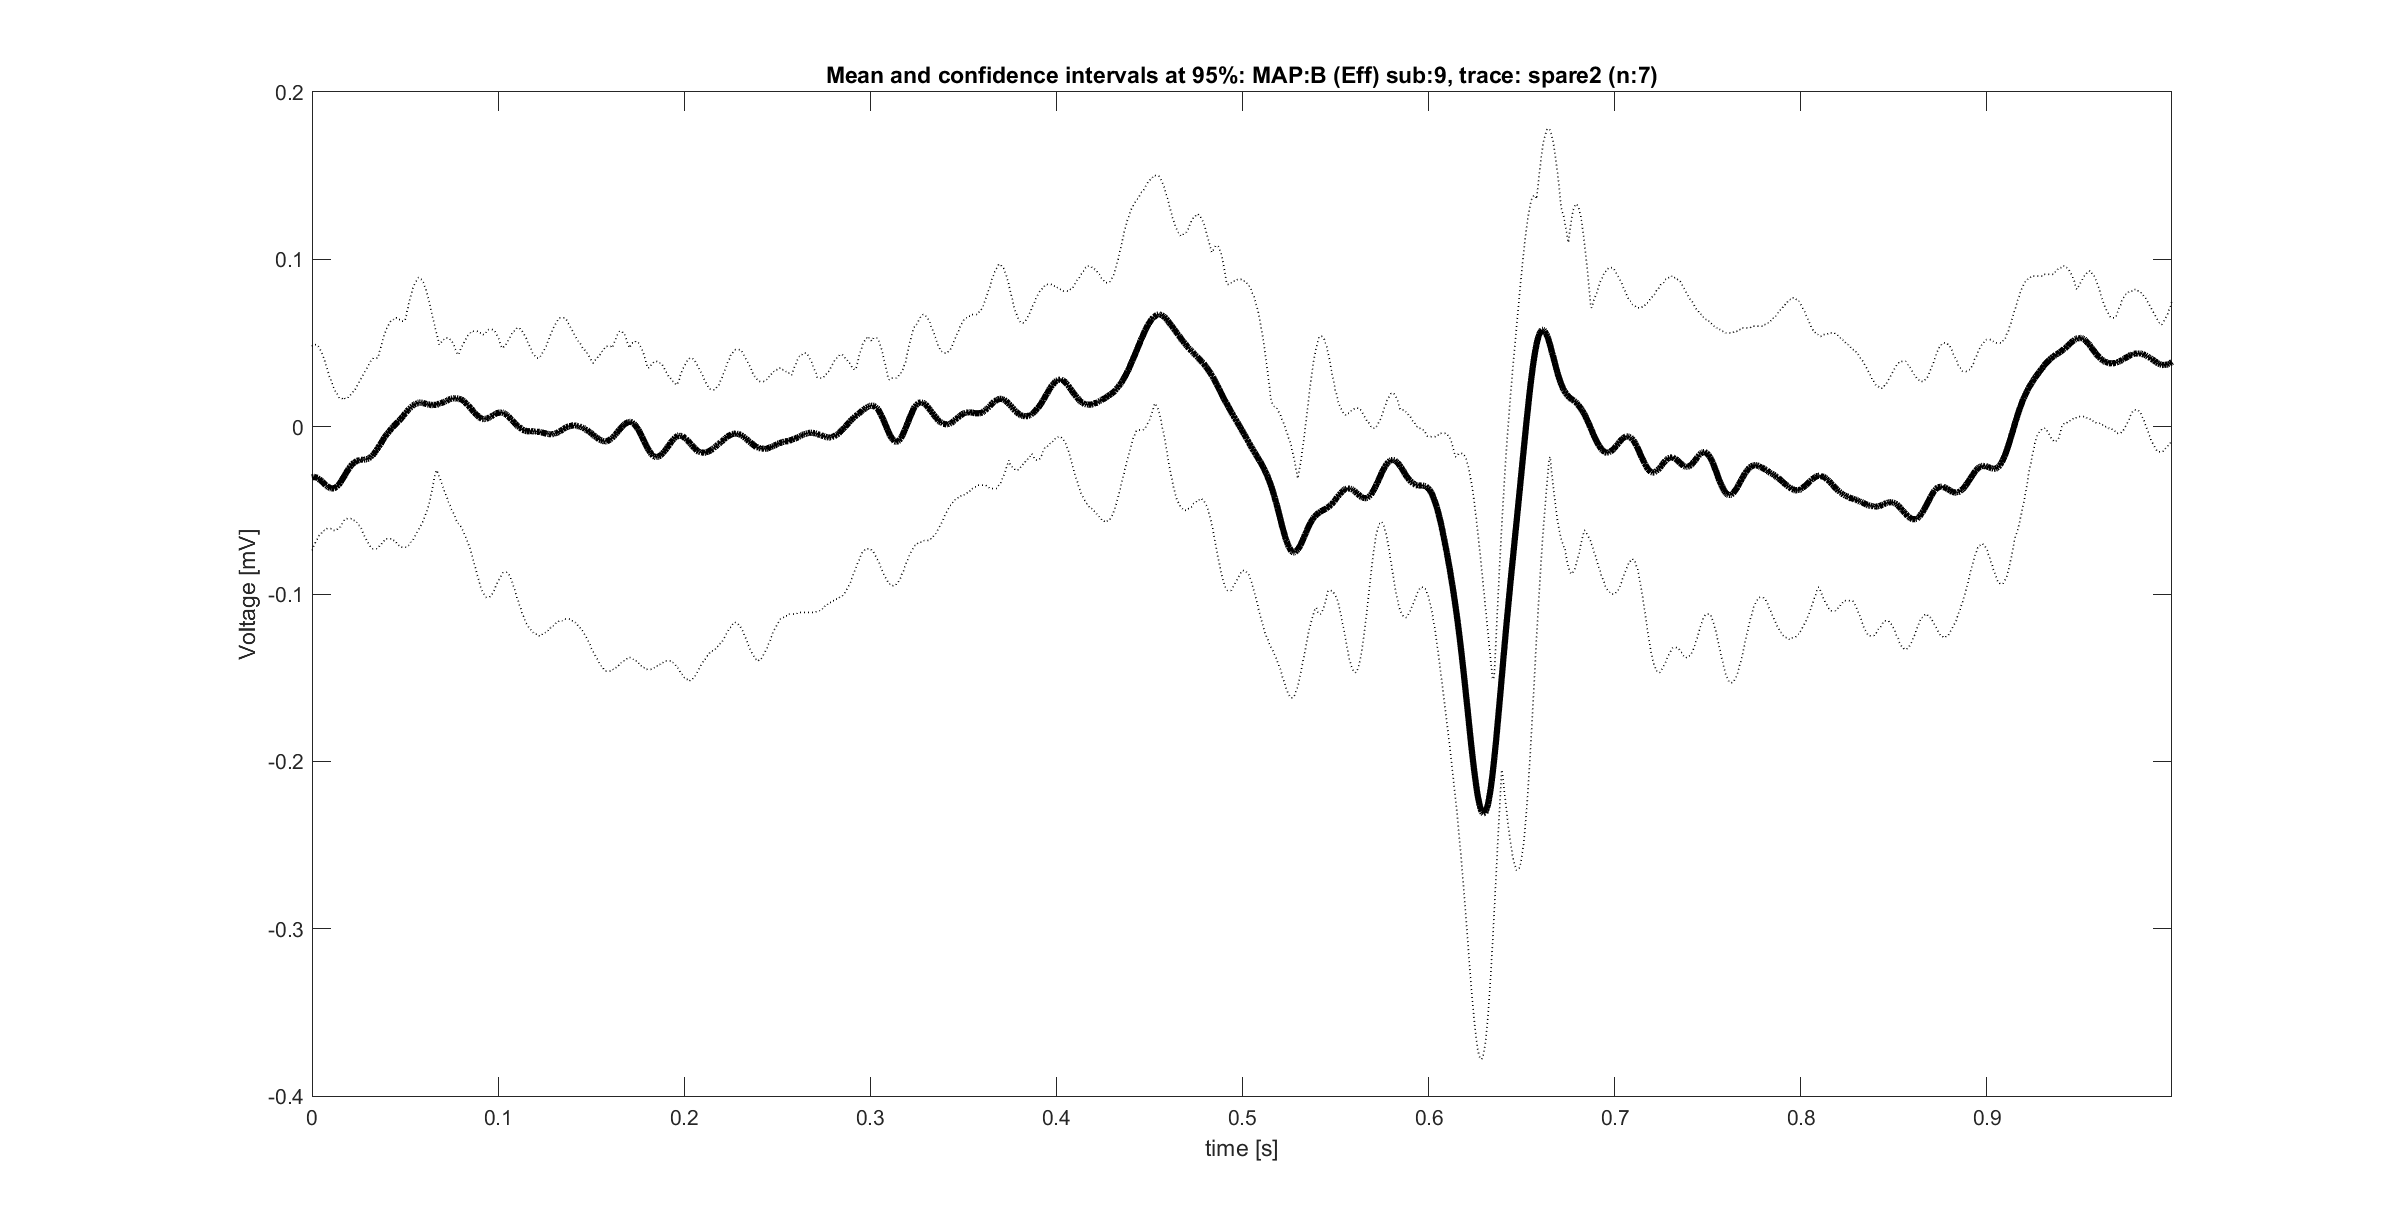 Mean and confidence intervals at 95%: MAP:B (Eff) sub:9, trace: spare2 (n:7)
0.2
0.1
0
-0.1
-0.2
-0.3
-0.4
Voltage [mV]
0 0.1 0.2 0.3 0.4 0.5 0.6 0.7 0.8 0.9
time [s]